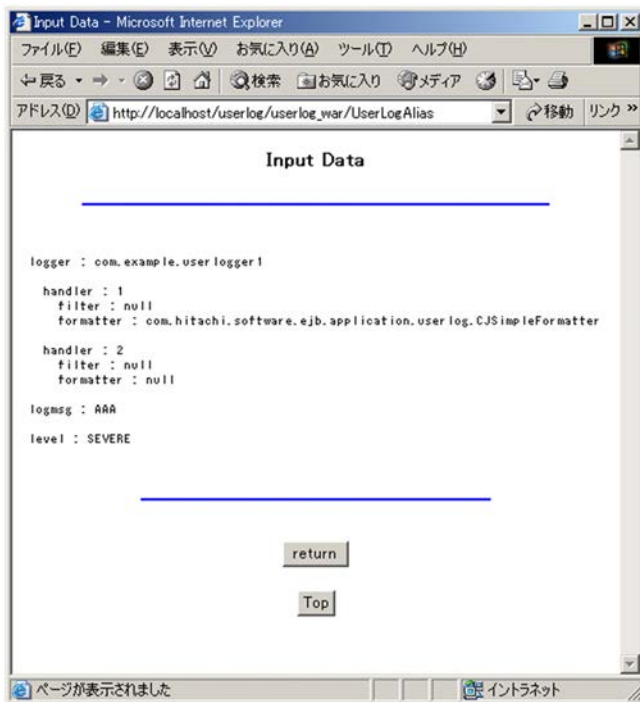 Input Data - Microsoft Internet Explorer
ファイル(F) 編集(E) 表示(V) お気に入り(A) ツール(T) ヘルプ(H)
戻る 検索 お気に入り メディア
アドレス(D) http://localhost/userlog/userlog_war/UserLogAlias 移動 リンク »
Input Data
logger : com.example.userlogger1
handler : 1
filter : null
formatter : com.hitachi.software.ejb.application.userlog.CJSimpleFormatter
handler : 2
filter : null
formatter : null
logmsg : AAA
level : SEVERE
return
Top
ページが表示されました イントラネット